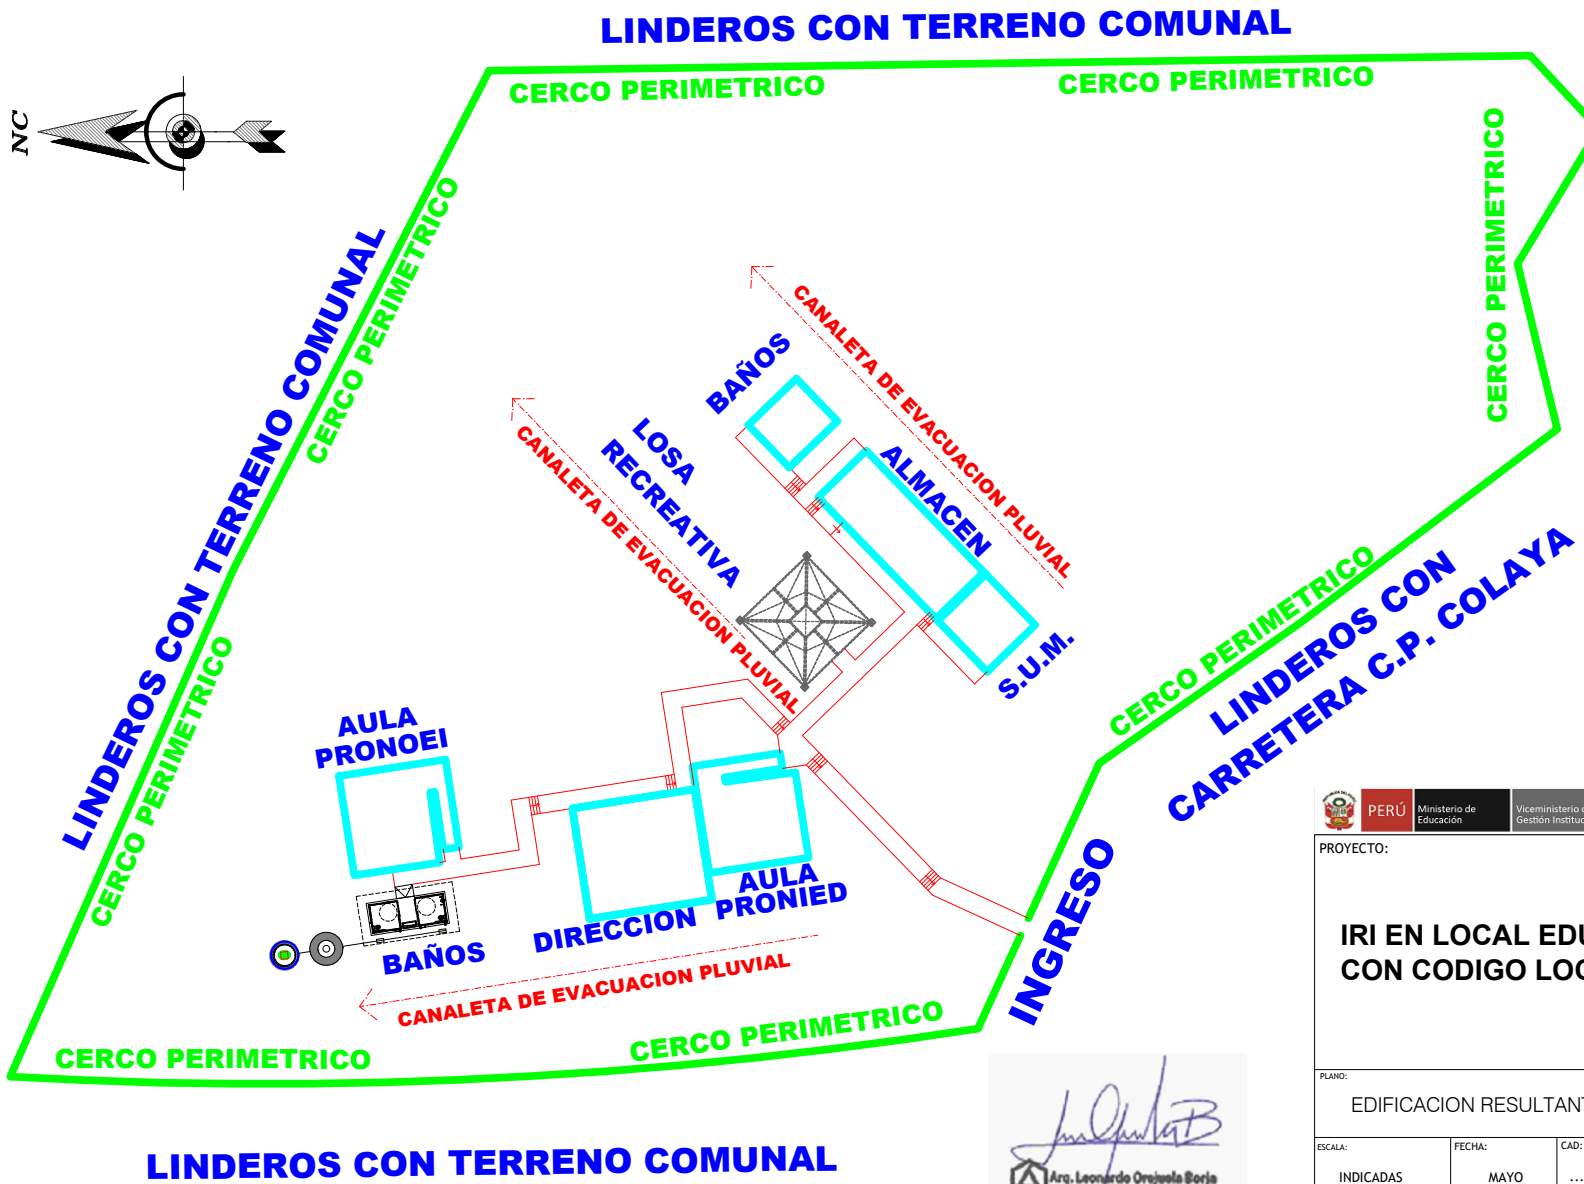 LINDEROS CON TERRENO COMUNAL
CERCO PERIMETRICO
CERCO PERIMETRICO
NC
CERCO PERIMETRICO
CERCO PERIMETRICO
LINDEROS CON TERRENO COMUNAL
CANALETA DE EVACUACION PLUVIAL
BAÑOS
LOSA
RECREATIVA
CANALETA DE EVACUACION PLUVIAL
ALMACEN
S.U.M.
CERCO PERIMETRICO
LINDEROS CON
CARRETERA C.P. COLAYA
CERCO PERIMETRICO
AULA
PRONOEI
AULA
PRONIED
DIRECCION
BAÑOS
CANALETA DE EVACUACION PLUVIAL
INGRESO
CERCO PERIMETRICO
CERCO PERIMETRICO
LINDEROS CON TERRENO COMUNAL
Arq. Leonardo Orejuela Borja
PERÚ
Ministerio de
Educación
Viceministerio
Gestión
PROYECTO:
IRI EN LOCAL
CON CODIGO
PLANO:
EDIFICACION
ESCALA:
INDICADAS
FECHA:
MAYO
CAD:
...